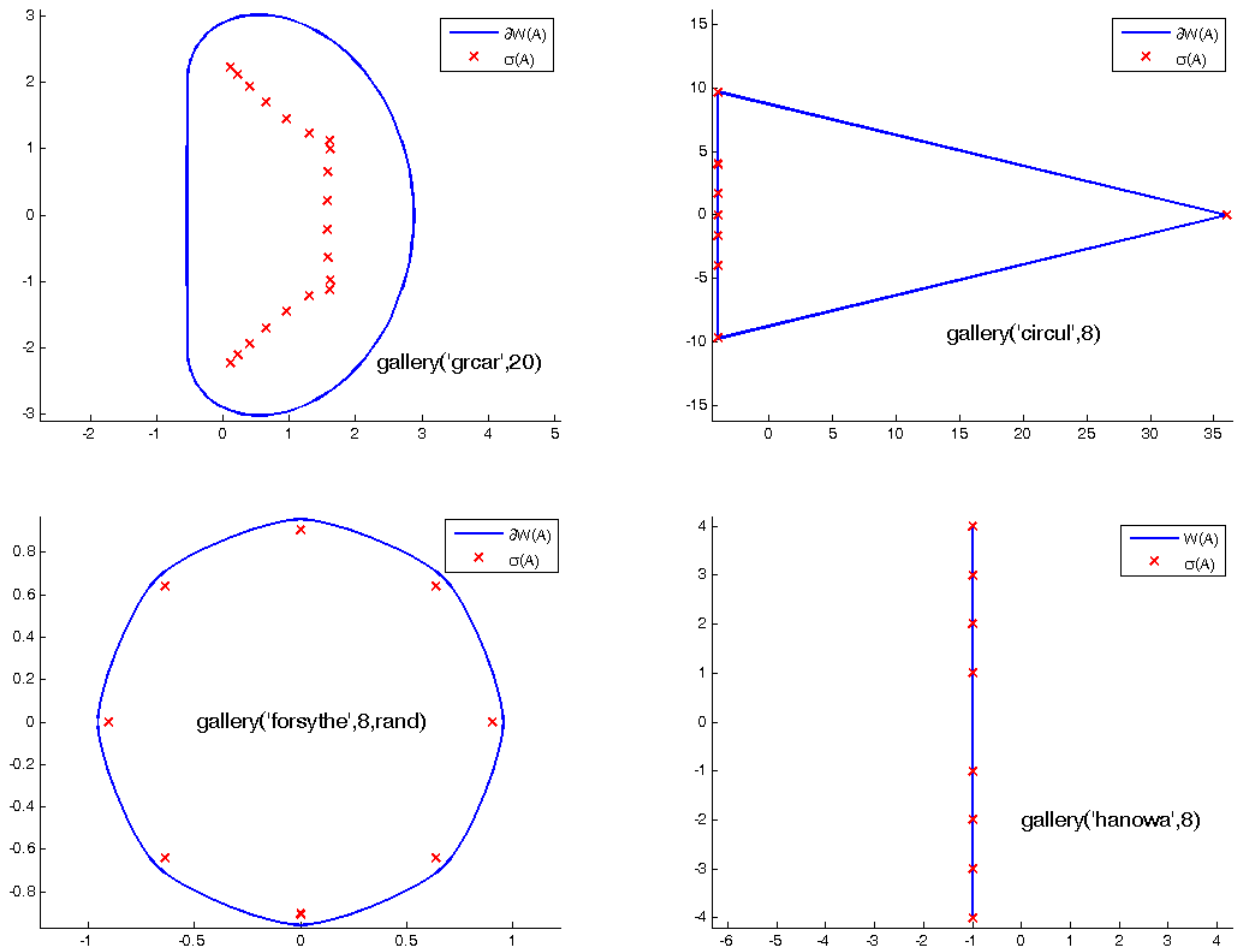 3
2
1
0
-1
-2
-3
-2 -1 0 1 2 3 4 5
∂W(A)
σ(A)
gallery('grcar',20)
15
10
5
0
-5
-10
-15
0 5 10 15 20 25 30 35
∂W(A)
σ(A)
gallery('circul',8)
0.8
0.6
0.4
0.2
0
-0.2
-0.4
-0.6
-0.8
-1 -0.5 0 0.5 1
∂W(A)
σ(A)
gallery('forsythe',8,rand)
4
3
2
1
0
-1
-2
-3
-4
-6 -5 -4 -3 -2 -1 0 1 2 3 4
W(A)
σ(A)
gallery('hanowa',8)